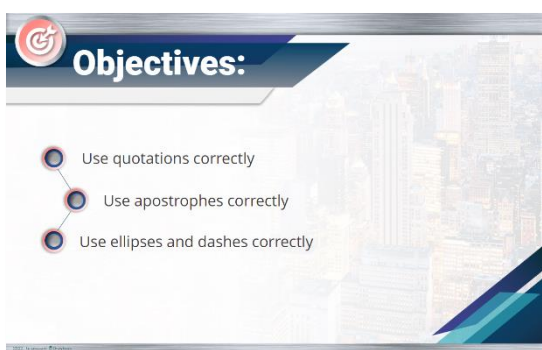 Objectives:
Use quotations correctly
Use apostrophes correctly
Use ellipses and dashes correctly